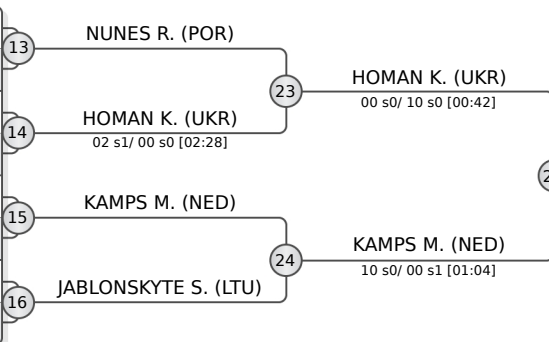 NUNES R. (POR)
13
23
HOMAN K. (UKR)
00 s0/ 10 s0 [00:42]
HOMAN K. (UKR)
14
02 s1/ 00 s0 [02:28]
KAMPS M. (NED)
15
24
KAMPS M. (NED)
10 s0/ 00 s1 [01:04]
JABLONSKYTE S. (LTU)
16